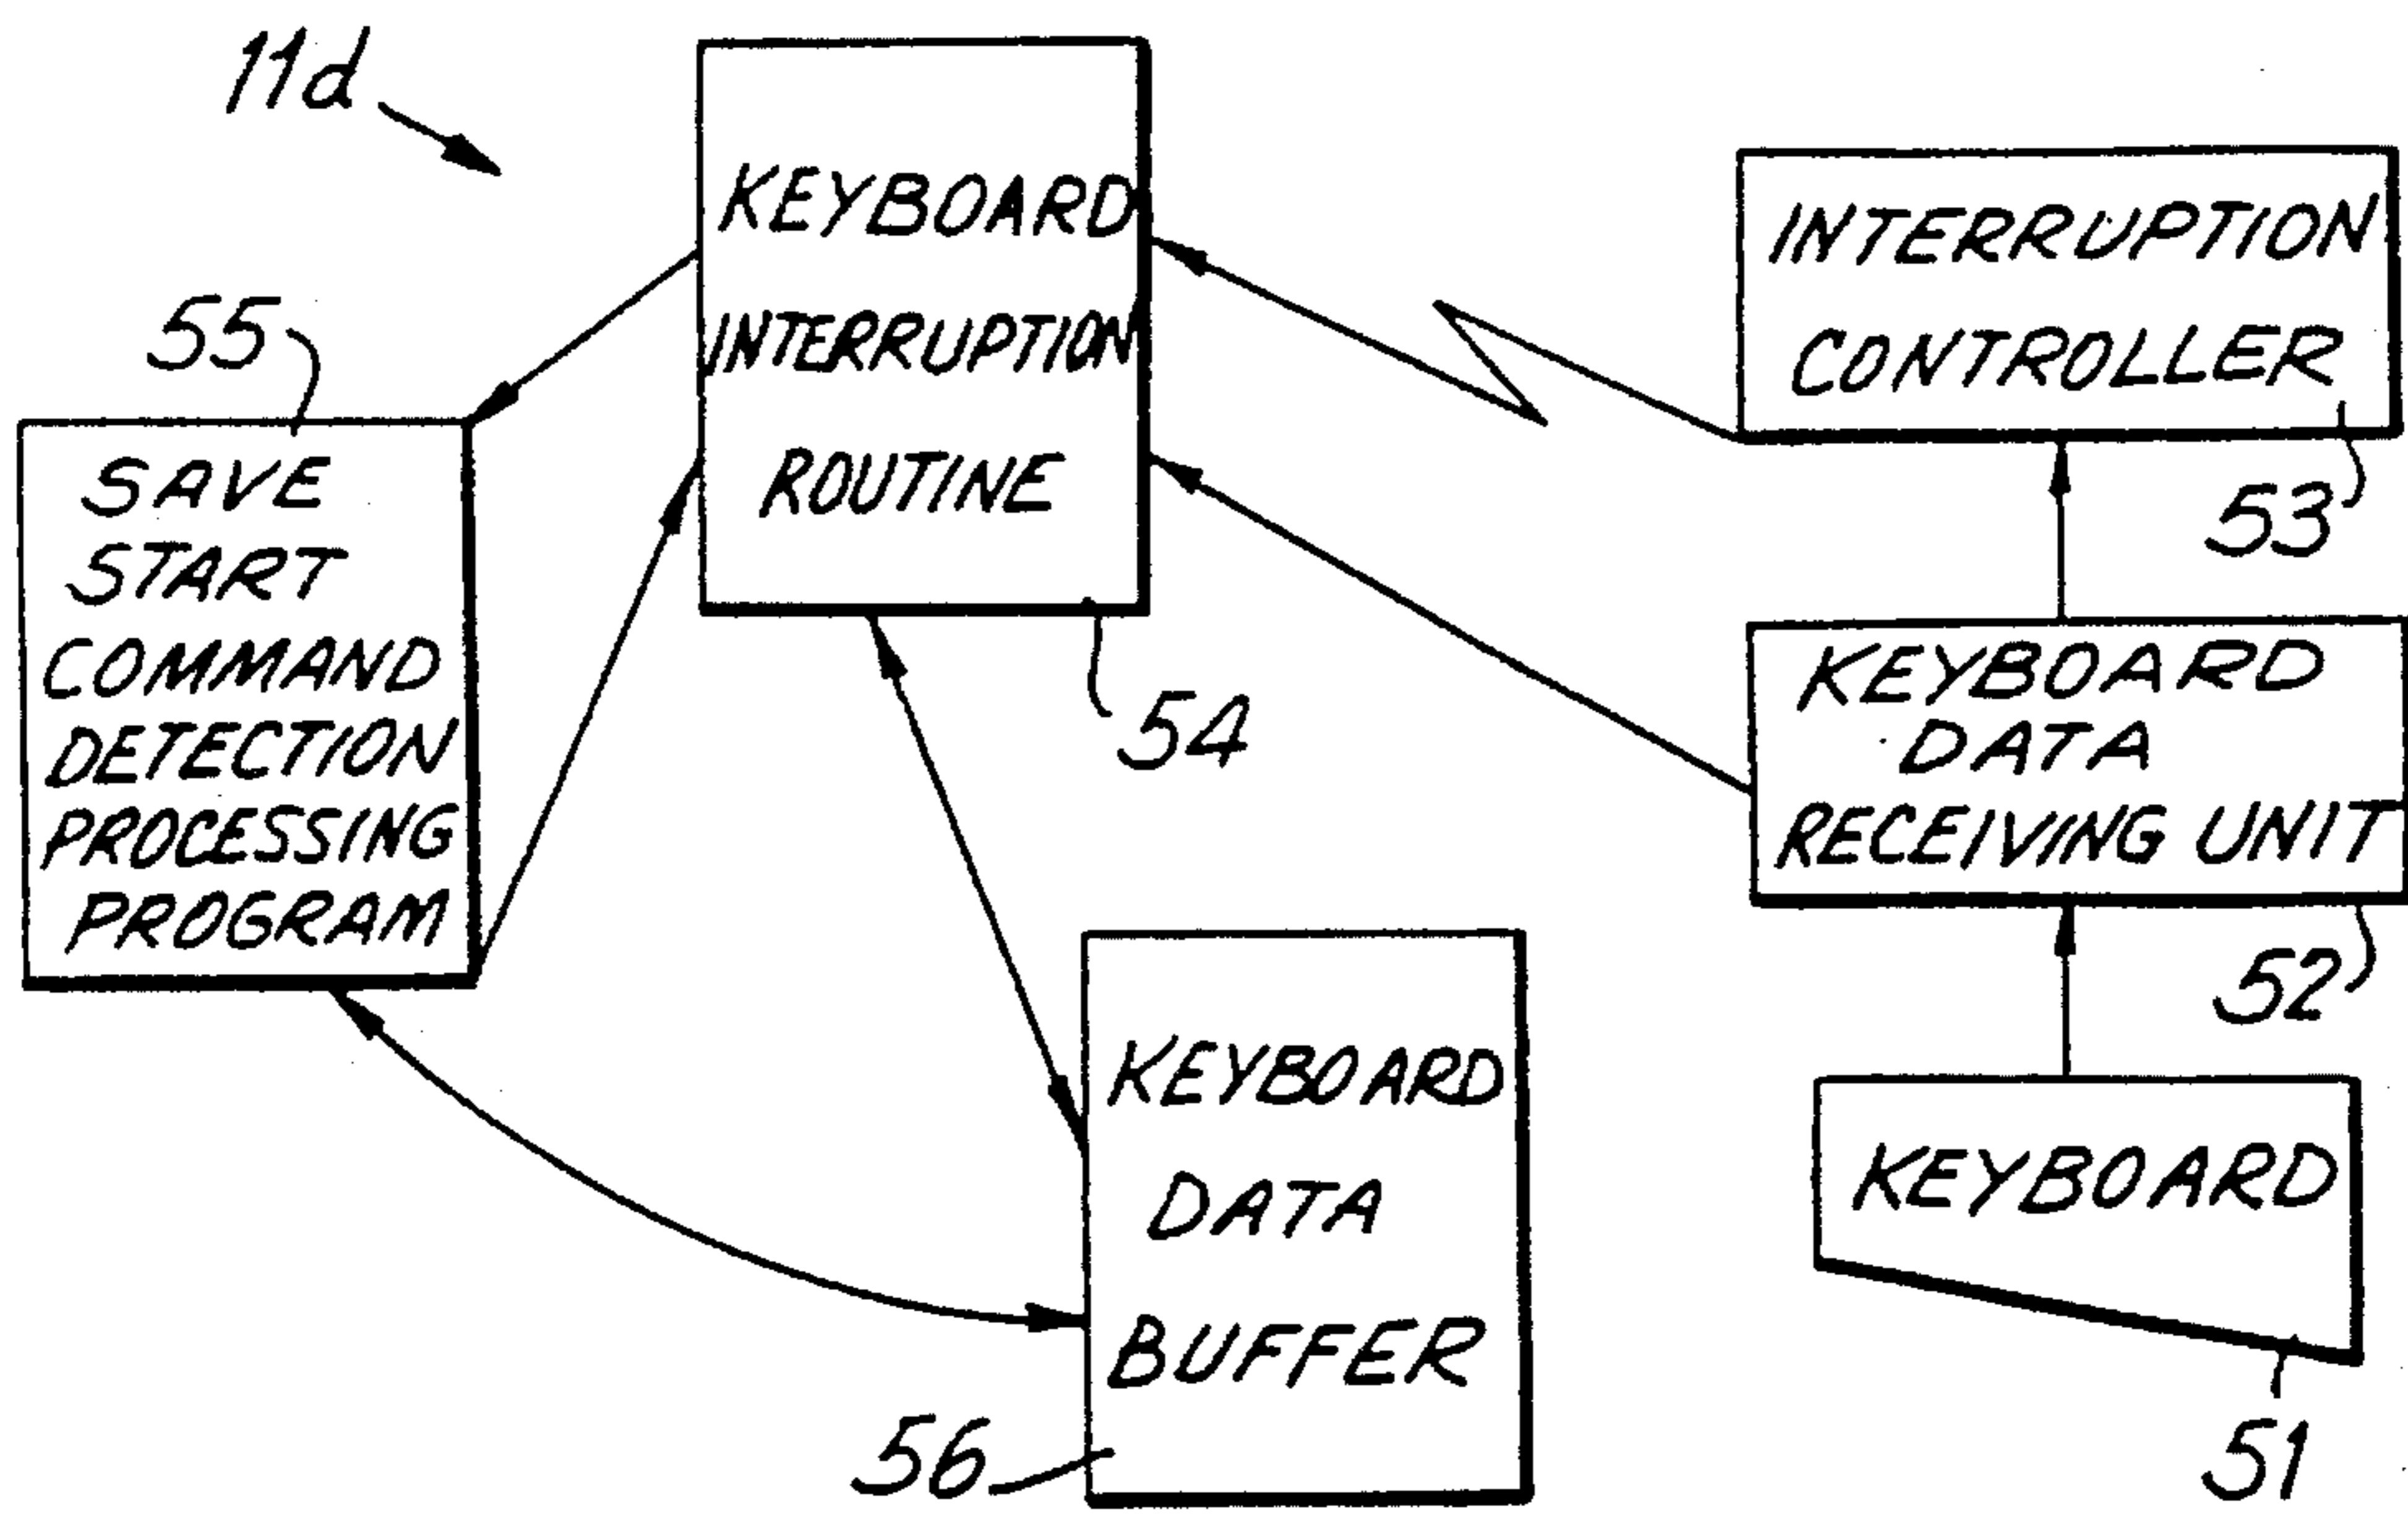 11d
KEYBOARD
INTERRUPTION
ROUTINE
54
INTERRUPTION
CONTROLLER
53
55
SAVE
START
COMMAND
DETECTION
PROCESSING
PROGRAM
KEYBOARD
DATA
RECEIVING UNIT
52
KEYBOARD
DATA
BUFFER
56
KEYBOARD
51